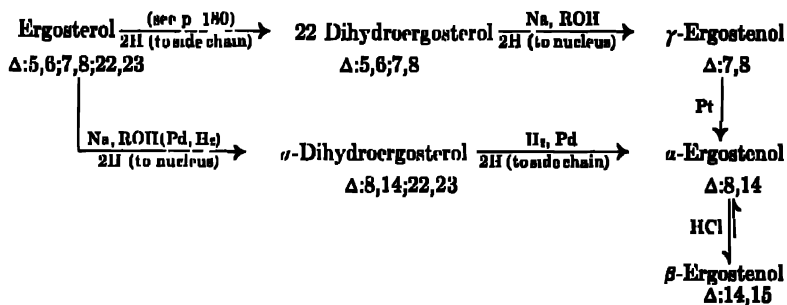 (see p 180) Na, ROH
Ergosterol 22 Dihydroergosterol γ-Ergostenol
2H (to side chain) 2H (to nucleus)
Δ:5,6;7,8;22,23 Δ:5,6;7,8 Δ:7,8
Pt
Na, ROH(Pd, H₂) H₂, Pd
α-Dihydroergosterol α-Ergostenol
2H (to nucleus) 2H (to side chain)
Δ:8,14;22,23 Δ:8,14
HCl
β-Ergostenol
Δ:14,15